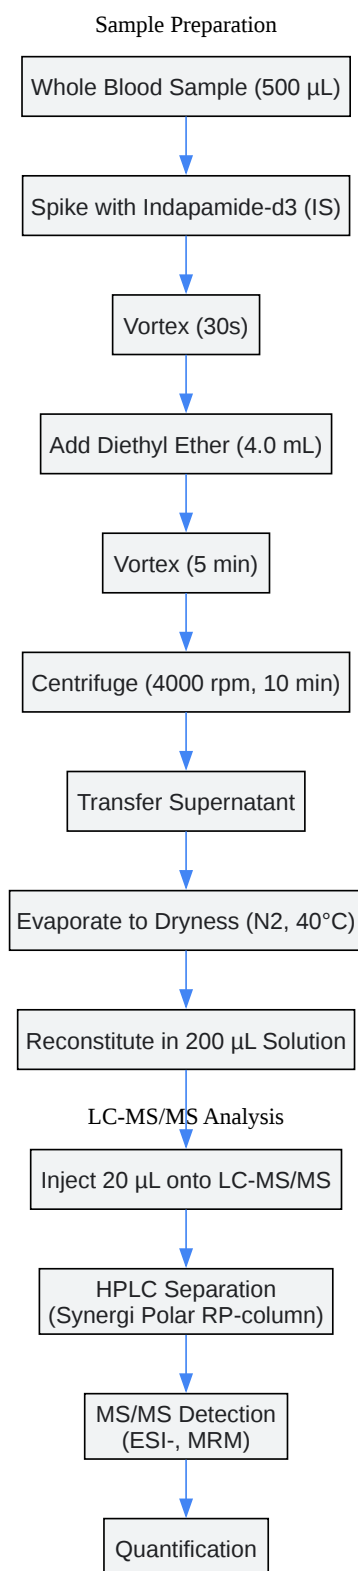 Sample Preparation
Whole Blood Sample (500 µL)
Spike with Indapamide-d3 (IS)
Vortex (30s)
Add Diethyl Ether (4.0 mL)
Vortex (5 min)
Centrifuge (4000 rpm, 10 min)
Transfer Supernatant
Evaporate to Dryness (N2, 40°C)
Reconstitute in 200 µL Solution
LC-MS/MS Analysis
Inject 20 µL onto LC-MS/MS
HPLC Separation
(Synergi Polar RP-column)
MS/MS Detection
(ESI-, MRM)
Quantification